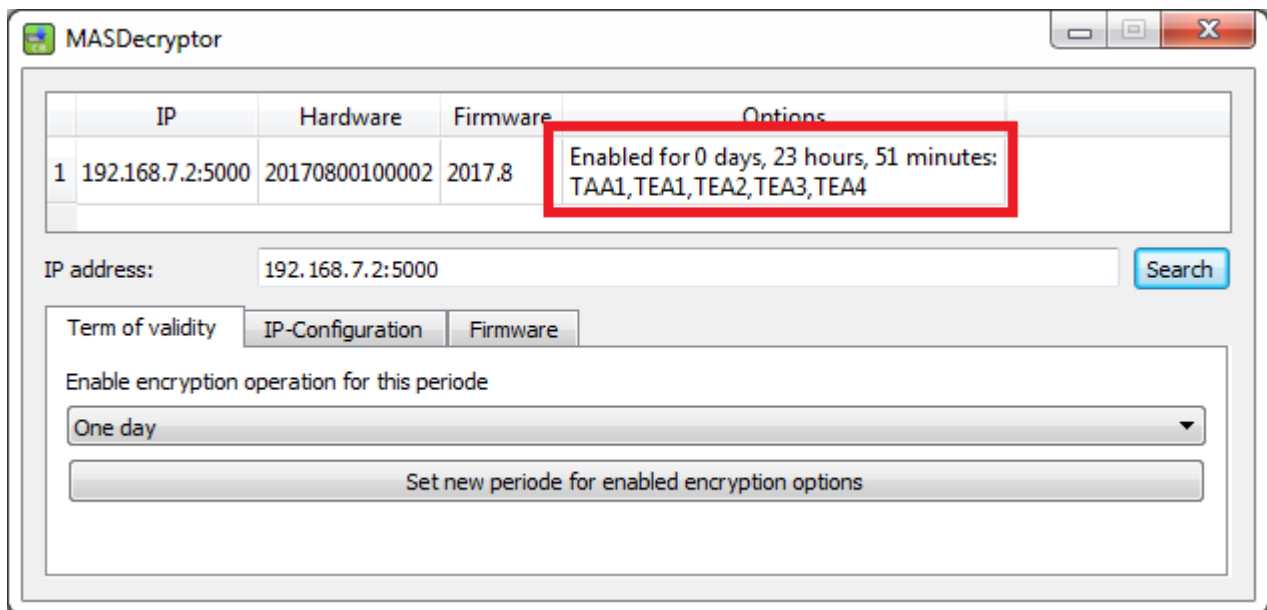 MASDecryptor
IP Hardware Firmware Options
1 192.168.7.2:5000 20170800100002 2017.8 Enabled for 0 days, 23 hours, 51 minutes:
TAA1,TEA1,TEA2,TEA3,TEA4
IP address: 192.168.7.2:5000 Search
Term of validity IP-Configuration Firmware
Enable encryption operation for this periode
One day
Set new periode for enabled encryption options